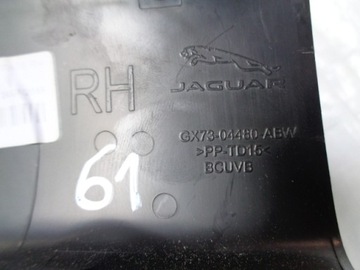 RH
JAGUAR
GX73-04480-ABW
>PP-TD15<
BCUVB
61